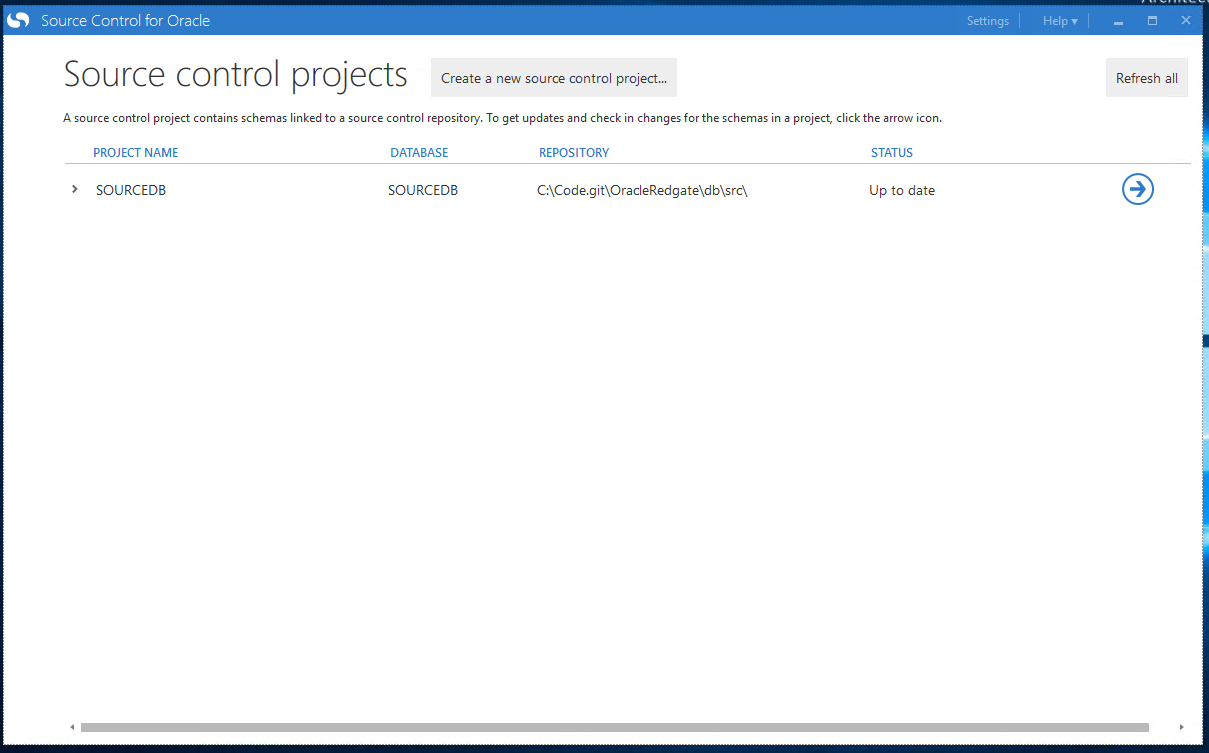 Source Control for Oracle Settings Help ▾
Source control projects Create a new source control project... Refresh all
A source control project contains schemas linked to a source control repository. To get updates and check in changes for the schemas in a project, click the arrow icon.
PROJECT NAME DATABASE REPOSITORY STATUS
SOURCEDB SOURCEDB C:\Code.git\OracleRedgate\db\src\ Up to date